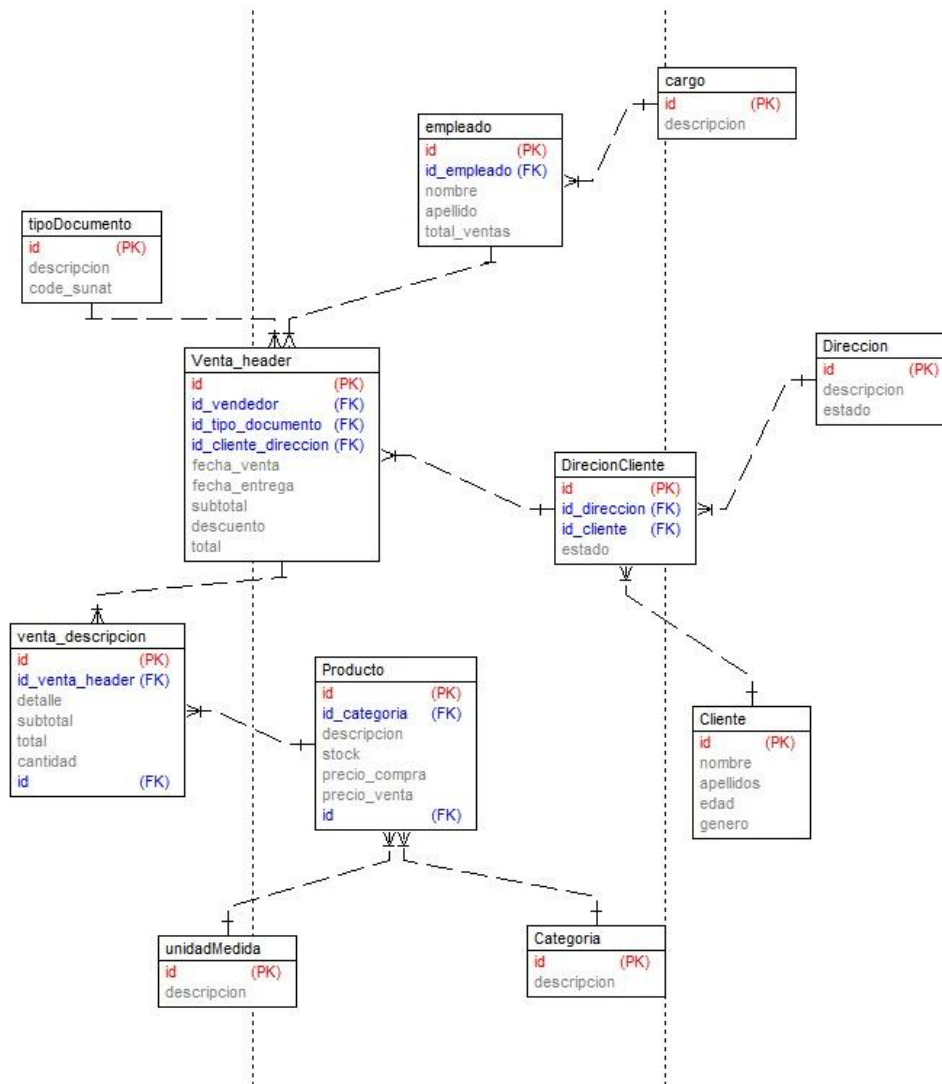 cargo
id (PK)
descripcion
empleado
id (PK)
id_empleado (FK)
nombre
apellido
total_ventas
tipoDocumento
id (PK)
descripcion
code_sunat
Venta_header
id (PK)
id_vendedor (FK)
id_tipo_documento (FK)
id_cliente_direccion (FK)
fecha_venta
fecha_entrega
subtotal
descuento
total
Direccion
id (PK)
descripcion
estado
DirecionCliente
id (PK)
id_direccion (FK)
id_cliente (FK)
estado
venta_descripcion
id (PK)
id_venta_header (FK)
detalle
subtotal
total
cantidad
id (FK)
Producto
id (PK)
id_categoria (FK)
descripcion
stock
precio_compra
precio_venta
id (FK)
Cliente
id (PK)
nombre
apellidos
edad
genero
unidadMedida
id (PK)
descripcion
Categoria
id (PK)
descripcion